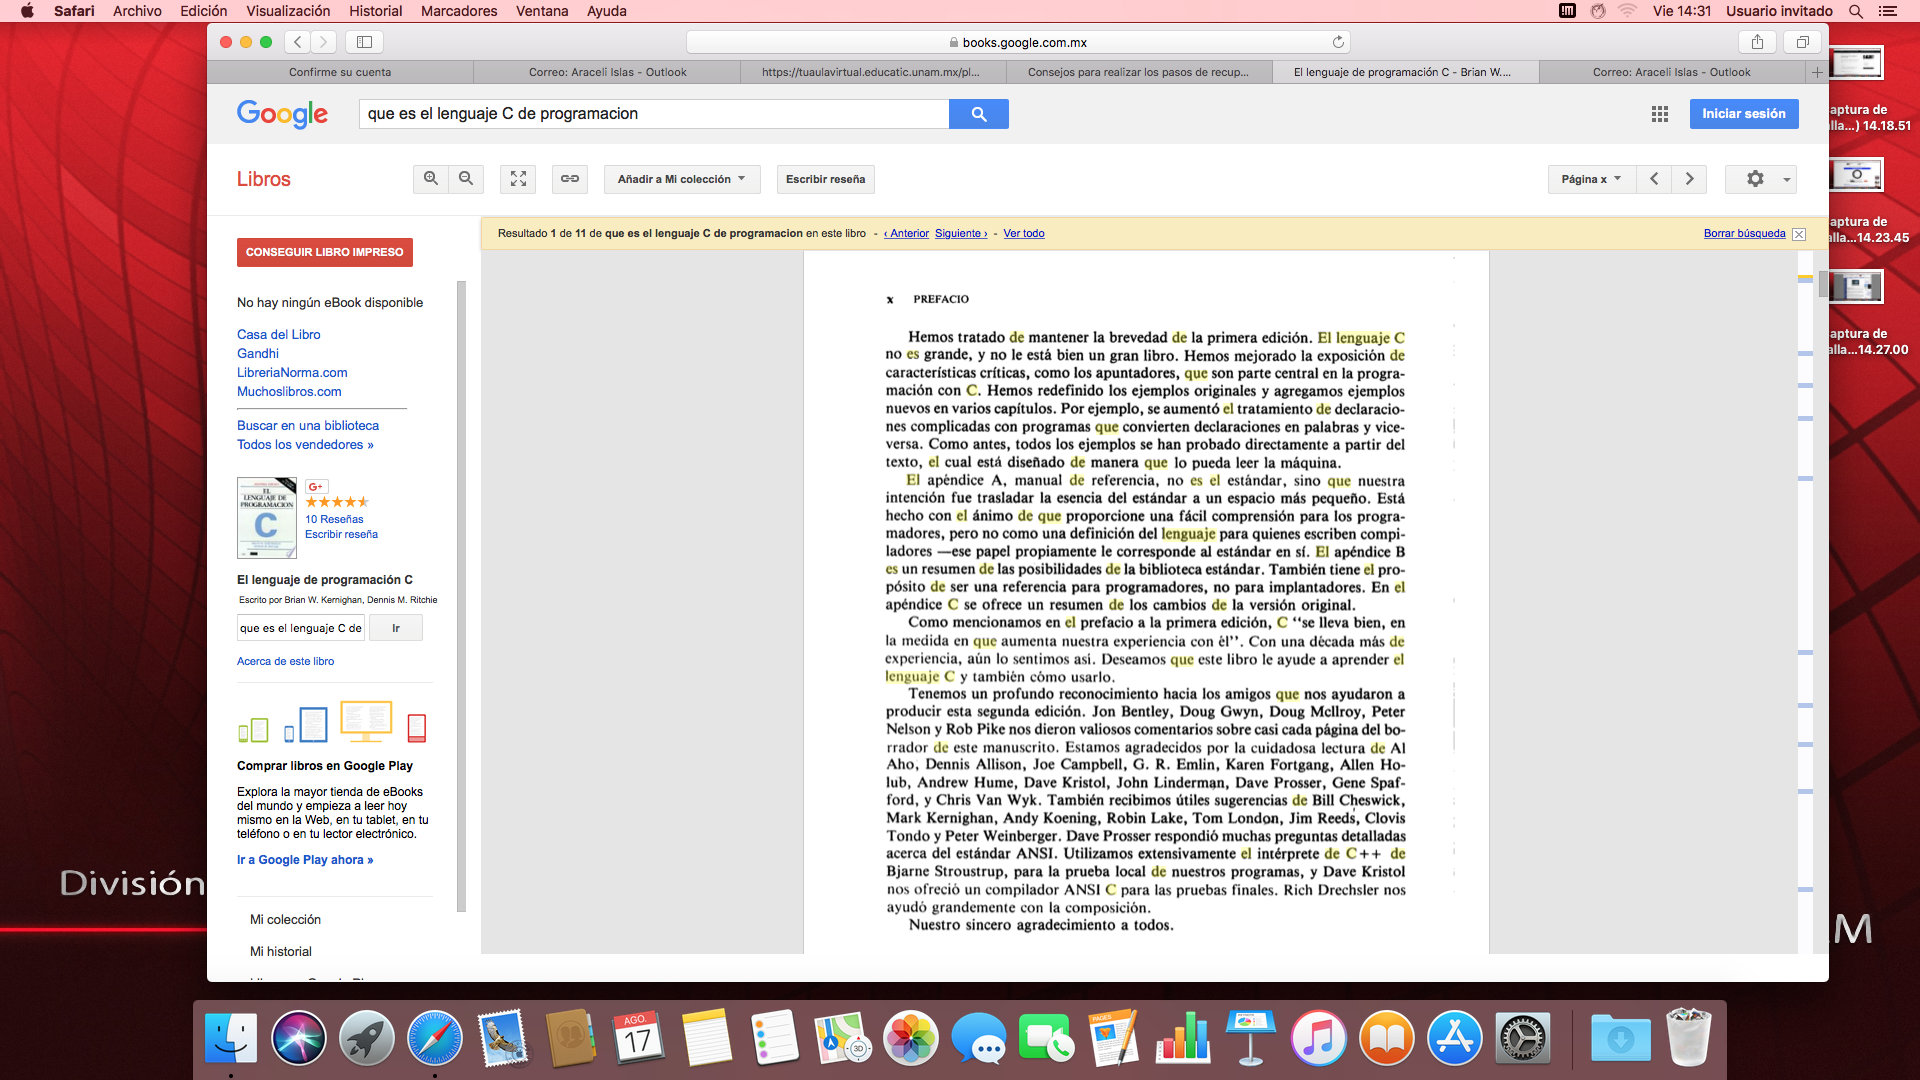 Safari Archivo Edición Visualización Historial Marcadores Ventana Ayuda
Vie 14:31 Usuario invitado
books.google.com.mx
Confirme su cuenta
Correo: Araceli Islas - Outlook
https://tuaulavirtual.educatic.unam.mx/pl...
Consejos para realizar los pasos de recup...
El lenguaje de programación C - Brian W....
Correo: Araceli Islas - Outlook
Google
que es el lenguaje C de programacion
Iniciar sesión
Libros
Añadir a Mi colección
Escribir reseña
Página x
CONSEGUIR LIBRO IMPRESO
No hay ningún eBook disponible
Casa del Libro
Gandhi
LibreriaNorma.com
Muchoslibros.com
Buscar en una biblioteca
Todos los vendedores »
EL
LENGUAJE DE
PROGRAMACION
C
G+
10 Reseñas
Escribir reseña
El lenguaje de programación C
Escrito por Brian W. Kernighan, Dennis M. Ritchie
que es el lenguaje C de
Ir
Acerca de este libro
Comprar libros en Google Play
Explora la mayor tienda de eBooks
del mundo y empieza a leer hoy
mismo en la Web, en tu tablet, en tu
teléfono o en tu lector electrónico.
Ir a Google Play ahora »
Mi colección
Mi historial
Resultado 1 de 11 de que es el lenguaje C de programacion en este libro - ‹ Anterior Siguiente › - Ver todo
Borrar búsqueda
x PREFACIO
Hemos tratado de mantener la brevedad de la primera edición. El lenguaje C
no es grande, y no le está bien un gran libro. Hemos mejorado la exposición de
características críticas, como los apuntadores, que son parte central en la progra-
mación con C. Hemos redefinido los ejemplos originales y agregamos ejemplos
nuevos en varios capítulos. Por ejemplo, se aumentó el tratamiento de declaracio-
nes complicadas con programas que convierten declaraciones en palabras y vice-
versa. Como antes, todos los ejemplos se han probado directamente a partir del
texto, el cual está diseñado de manera que lo pueda leer la máquina.
El apéndice A, manual de referencia, no es el estándar, sino que nuestra
intención fue trasladar la esencia del estándar a un espacio más pequeño. Está
hecho con el ánimo de que proporcione una fácil comprensión para los progra-
madores, pero no como una definición del lenguaje para quienes escriben compi-
ladores —ese papel propiamente le corresponde al estándar en sí. El apéndice B
es un resumen de las posibilidades de la biblioteca estándar. También tiene el pro-
pósito de ser una referencia para programadores, no para implantadores. En el
apéndice C se ofrece un resumen de los cambios de la versión original.
Como mencionamos en el prefacio a la primera edición, C “se lleva bien, en
la medida en que aumenta nuestra experiencia con él”. Con una década más de
experiencia, aún lo sentimos así. Deseamos que este libro le ayude a aprender el
lenguaje C y también cómo usarlo.
Tenemos un profundo reconocimiento hacia los amigos que nos ayudaron a
producir esta segunda edición. Jon Bentley, Doug Gwyn, Doug McIlroy, Peter
Nelson y Rob Pike nos dieron valiosos comentarios sobre casi cada página del bo-
rrador de este manuscrito. Estamos agradecidos por la cuidadosa lectura de Al
Aho, Dennis Allison, Joe Campbell, G. R. Emlin, Karen Fortgang, Allen Ho-
lub, Andrew Hume, Dave Kristol, John Linderman, Dave Prosser, Gene Spaf-
ford, y Chris Van Wyk. También recibimos útiles sugerencias de Bill Cheswick,
Mark Kernighan, Andy Koening, Robin Lake, Tom London, Jim Reeds, Clovis
Tondo y Peter Weinberger. Dave Prosser respondió muchas preguntas detalladas
acerca del estándar ANSI. Utilizamos extensivamente el intérprete de C++ de
Bjarne Stroustrup, para la prueba local de nuestros programas, y Dave Kristol
nos ofreció un compilador ANSI C para las pruebas finales. Rich Drechsler nos
ayudó grandemente con la composición.
Nuestro sincero agradecimiento a todos.
aptura de
lla...) 14.18.51
aptura de
alla...14.23.45
aptura de
alla...14.27.00
División
AM
AGO.
17
3D
PAGES